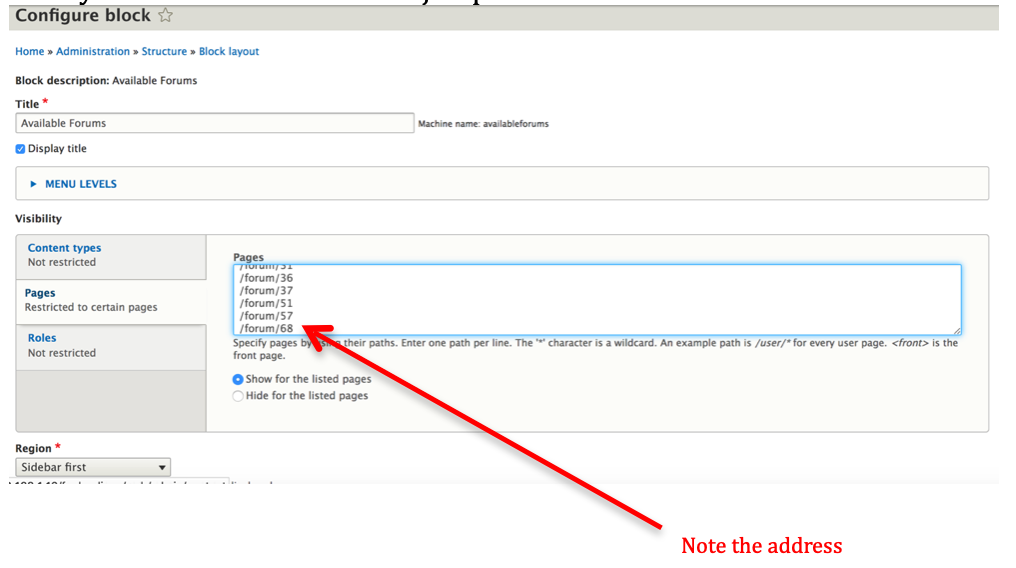 Configure block
Home » Administration » Structure » Block layout
Block description: Available Forums
Title *
Available Forums
Machine name: availableforums
Display title
MENU LEVELS
Visibility
Content types
Not restricted
Pages
Restricted to certain pages
Roles
Not restricted
Pages
/forum/31
/forum/36
/forum/37
/forum/51
/forum/57
/forum/68
Specify pages by their paths. Enter one path per line. The '*' character is a wildcard. An example path is /user/* for every user page. <front> is the
front page.
Show for the listed pages
Hide for the listed pages
Region *
Sidebar first
Note the address